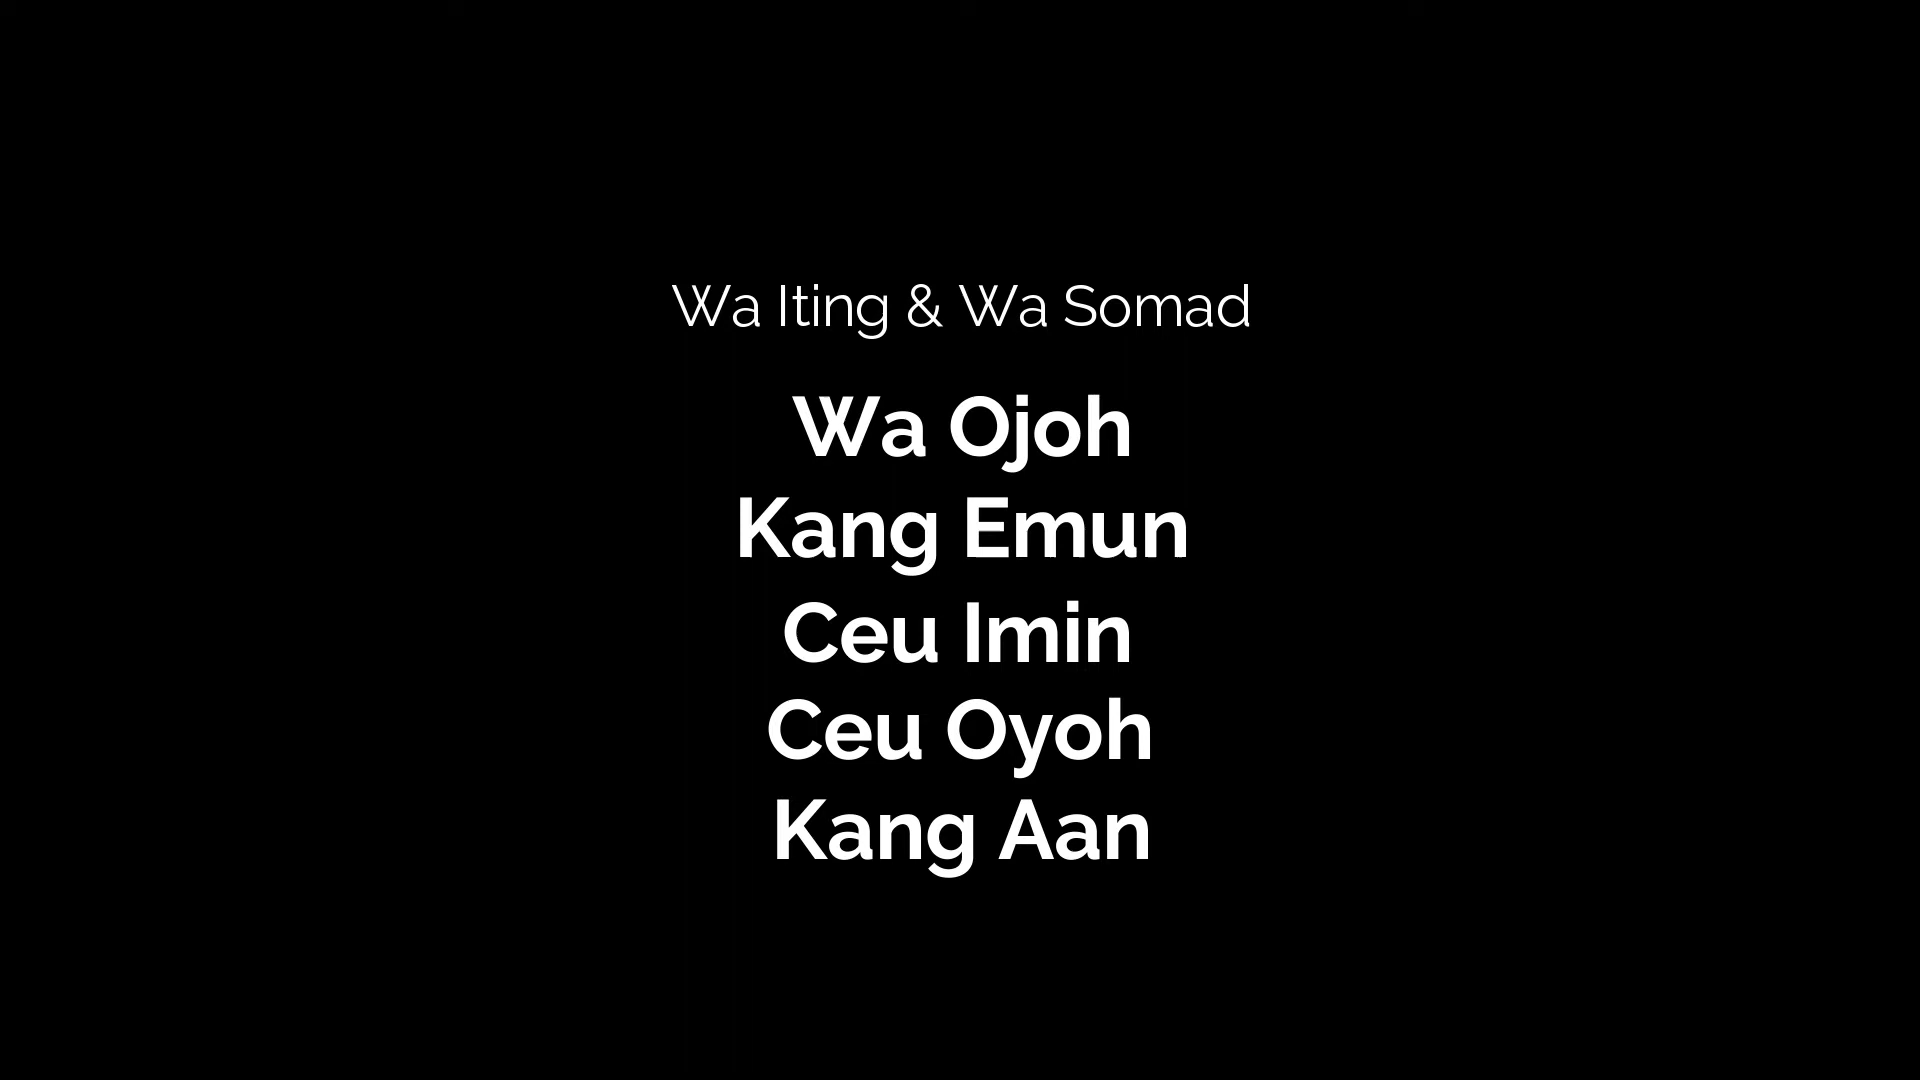 Wa Iting & Wa Somad
Wa Ojoh
Kang Emun
Ceu Imin
Ceu Oyoh
Kang Aan